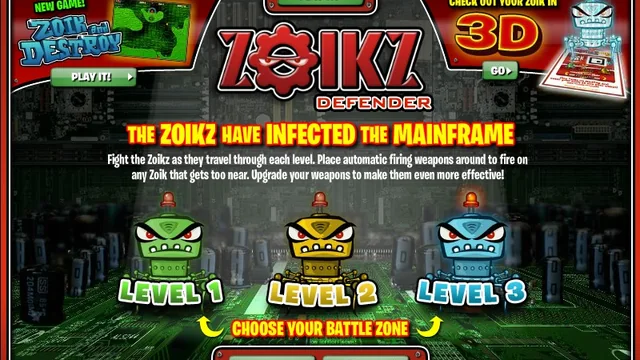 NEW GAME!
ZOIK and DESTROY
PLAY IT!
CHECK OUT YOUR ZOIK IN
3D
GO
ZOIKZ
DEFENDER
THE ZOIKZ HAVE INFECTED THE MAINFRAME
Fight the Zoikz as they travel through each level. Place automatic firing weapons around to fire on
any Zoik that gets too near. Upgrade your weapons to make them even more effective!
LEVEL 1
LEVEL 2
LEVEL 3
CHOOSE YOUR BATTLE ZONE